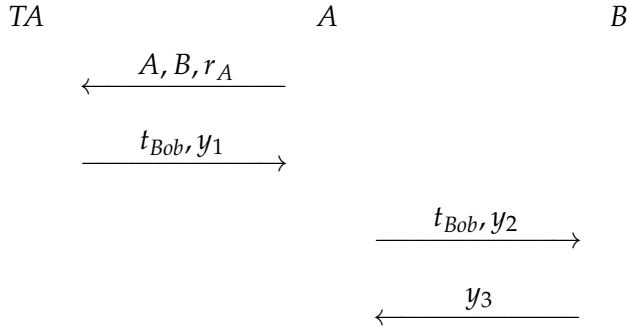 TA A B
A, B, r_A
t_Bob, y_1
t_Bob, y_2
y_3